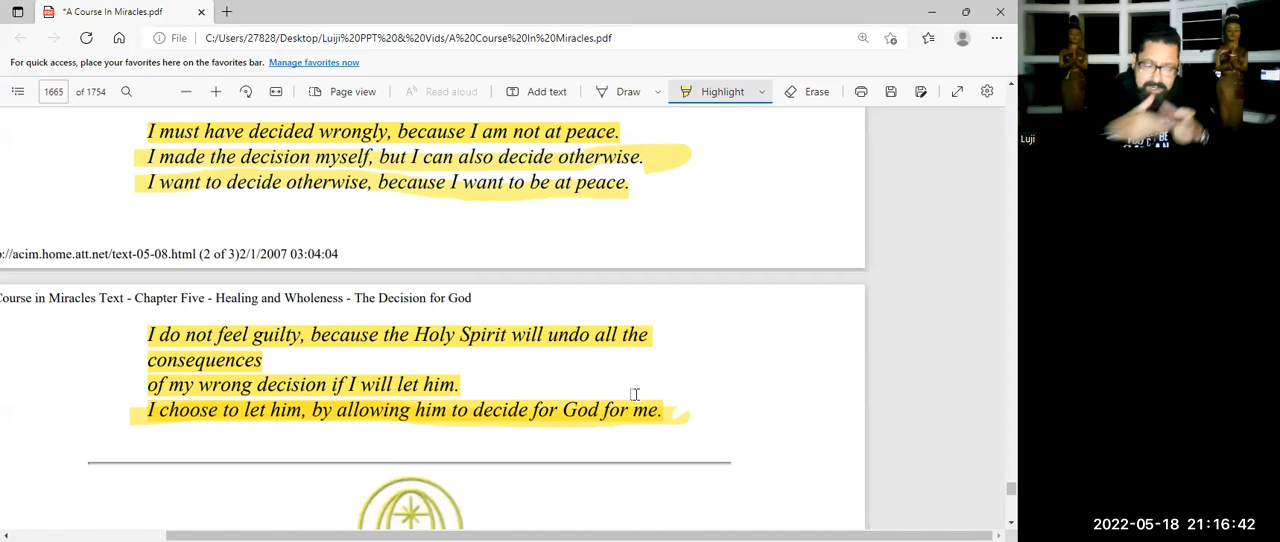 *A Course In Miracles.pdf
File C:/Users/27828/Desktop/Luiji%20PPT%20&%20Vids/A%20Course%20In%20Miracles.pdf
For quick access, place your favorites here on the favorites bar. Manage favorites now
1665 of 1754 Page view Read aloud Add text Draw Highlight Erase
I must have decided wrongly, because I am not at peace.
I made the decision myself, but I can also decide otherwise.
I want to decide otherwise, because I want to be at peace.
://acim.home.att.net/text-05-08.html (2 of 3)2/1/2007 03:04:04
Course in Miracles Text - Chapter Five - Healing and Wholeness - The Decision for God
I do not feel guilty, because the Holy Spirit will undo all the
consequences
of my wrong decision if I will let him.
I choose to let him, by allowing him to decide for God for me.
Luji
2022-05-18 21:16:42